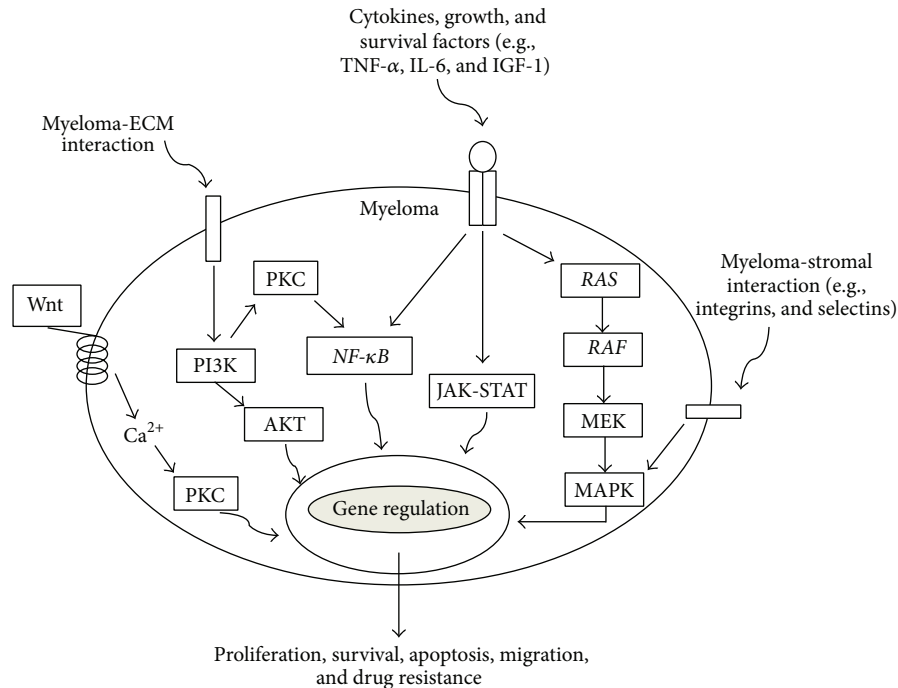 Cytokines, growth, and
survival factors (e.g.,
TNF-α, IL-6, and IGF-1)
Myeloma-ECM
interaction
Myeloma
Myeloma-stromal
interaction (e.g.,
integrins, and selectins)
Wnt
PKC
RAS
PI3K
NF-κB
RAF
JAK-STAT
AKT
MEK
Ca²⁺
PKC
MAPK
Gene regulation
Proliferation, survival, apoptosis, migration,
and drug resistance